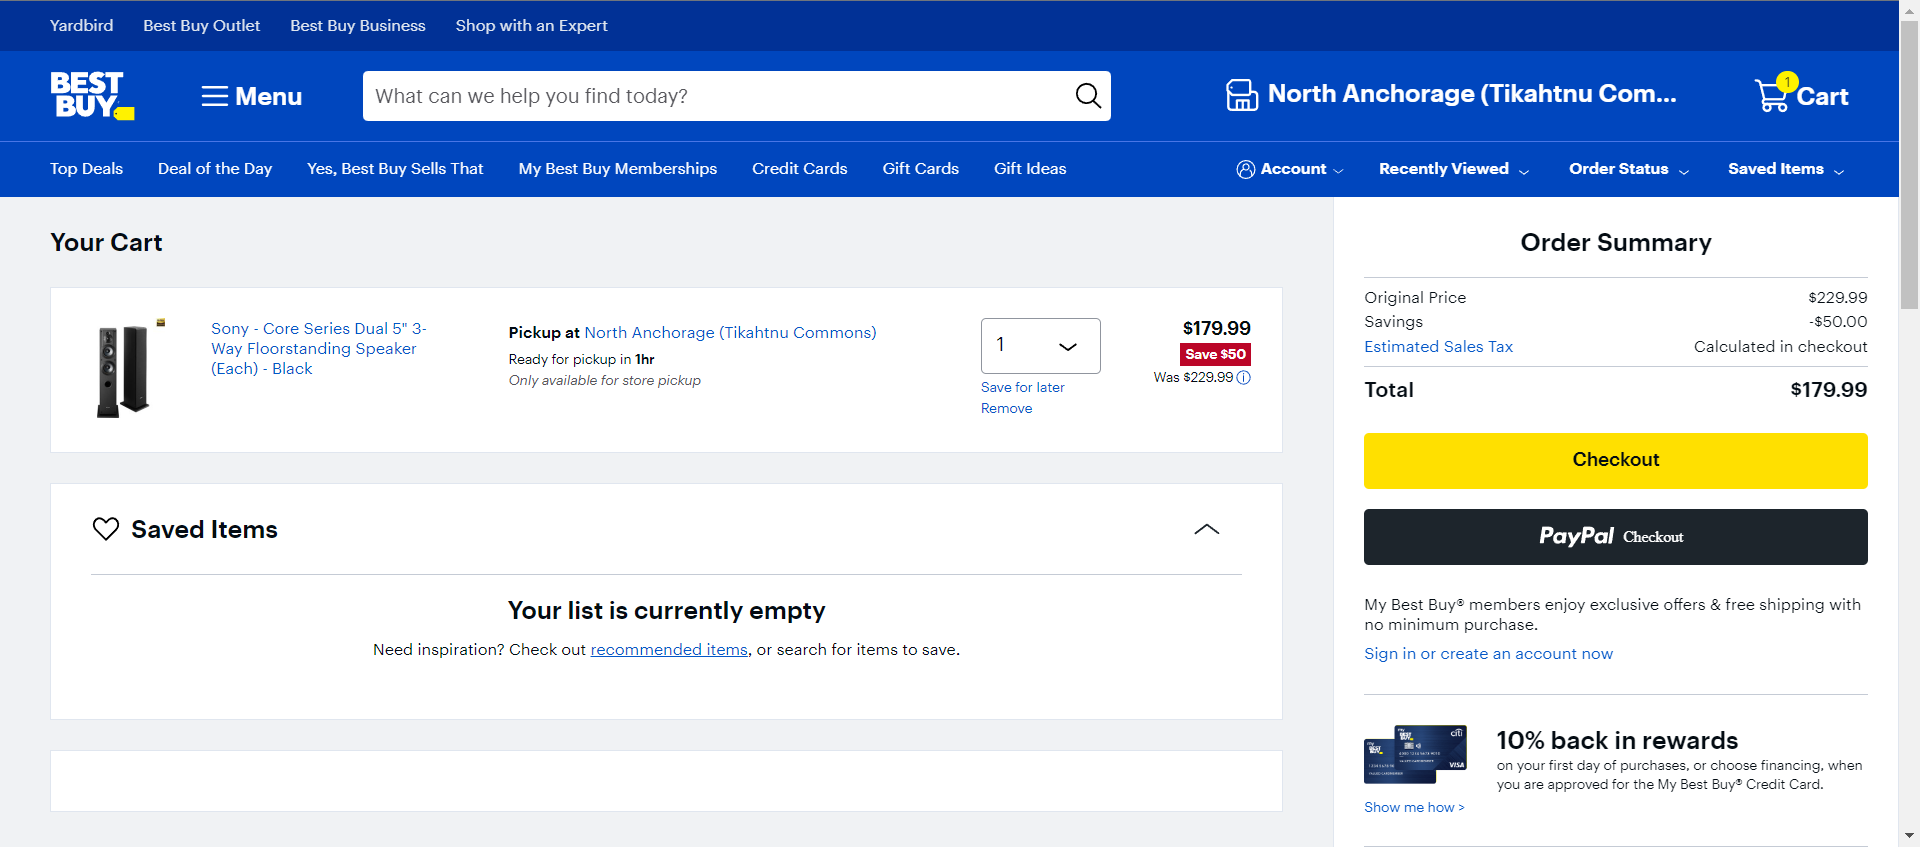 Yardbird
Best Buy Outlet
Best Buy Business
Shop with an Expert
BEST
BUY
Menu
What can we help you find today?
North Anchorage (Tikahtnu Com...
1
Cart
Top Deals
Deal of the Day
Yes, Best Buy Sells That
My Best Buy Memberships
Credit Cards
Gift Cards
Gift Ideas
Account
Recently Viewed
Order Status
Saved Items
Your Cart
Sony - Core Series Dual 5" 3-
Way Floorstanding Speaker
(Each) - Black
Pickup at North Anchorage (Tikahtnu Commons)
Ready for pickup in 1hr
Only available for store pickup
1
Save for later
Remove
$179.99
Save $50
Was $229.99
Saved Items
Your list is currently empty
Need inspiration? Check out recommended items, or search for items to save.
Order Summary
Original Price $229.99
Savings -$50.00
Estimated Sales Tax Calculated in checkout
Total $179.99
Checkout
PayPal Checkout
My Best Buy® members enjoy exclusive offers & free shipping with
no minimum purchase.
Sign in or create an account now
BEST
BUY
citi
VISA
10% back in rewards
on your first day of purchases, or choose financing, when
you are approved for the My Best Buy® Credit Card.
Show me how >